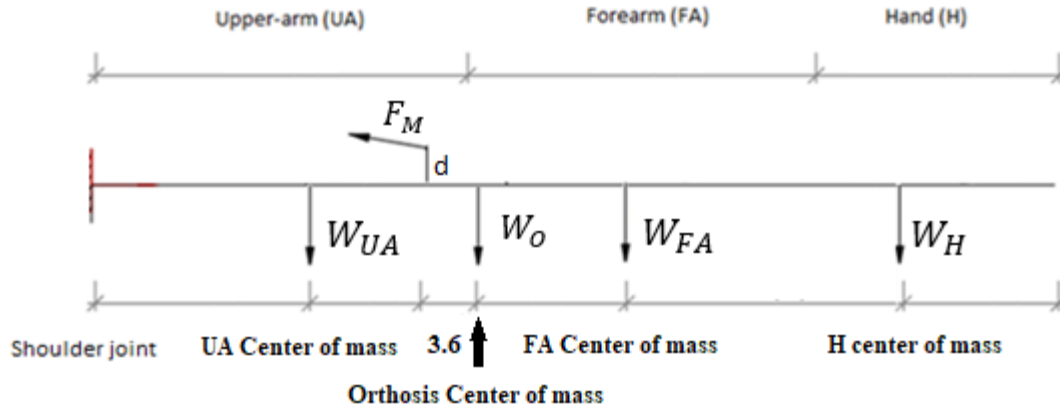 Upper-arm (UA) Forearm (FA) Hand (H)
F_M
d
W_UA W_O W_FA W_H
Shoulder joint UA Center of mass 3.6 FA Center of mass H center of mass
Orthosis Center of mass